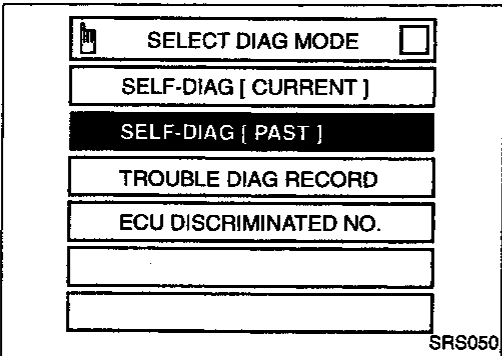 SELECT DIAG MODE
SELF-DIAG [ CURRENT ]
SELF-DIAG [ PAST ]
TROUBLE DIAG RECORD
ECU DISCRIMINATED NO.
SRS050